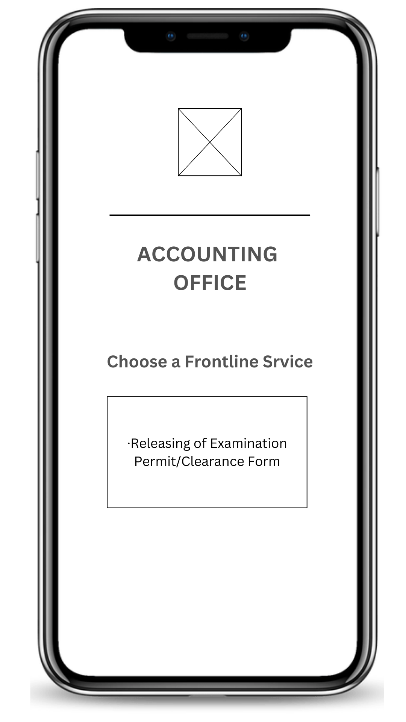 ACCOUNTING
OFFICE
Choose a Frontline Srvice
·Releasing of Examination
Permit/Clearance Form